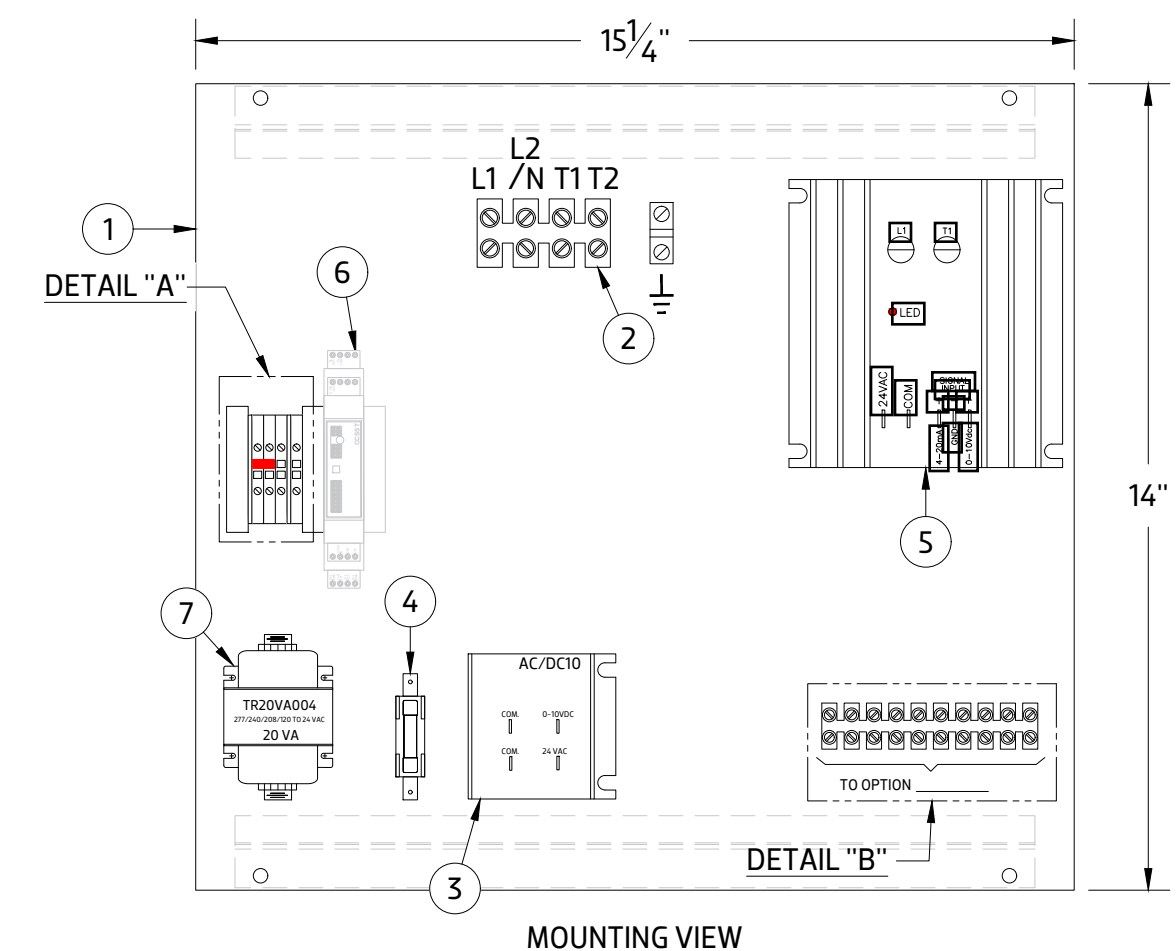 15 1/4"
L2
L1 /N T1 T2
1
DETAIL "A"
6
2
L1 T1
LED
14"
24VAC
COM
SIGNAL
INPUT
4-20mA
GND
0-10Vdc
5
7
4
TR20VA004
277/240/208/120 TO 24 VAC
20 VA
AC/DC10
COM. 0-10VDC
COM. 24 VAC
TO OPTION
3
DETAIL "B"
MOUNTING VIEW